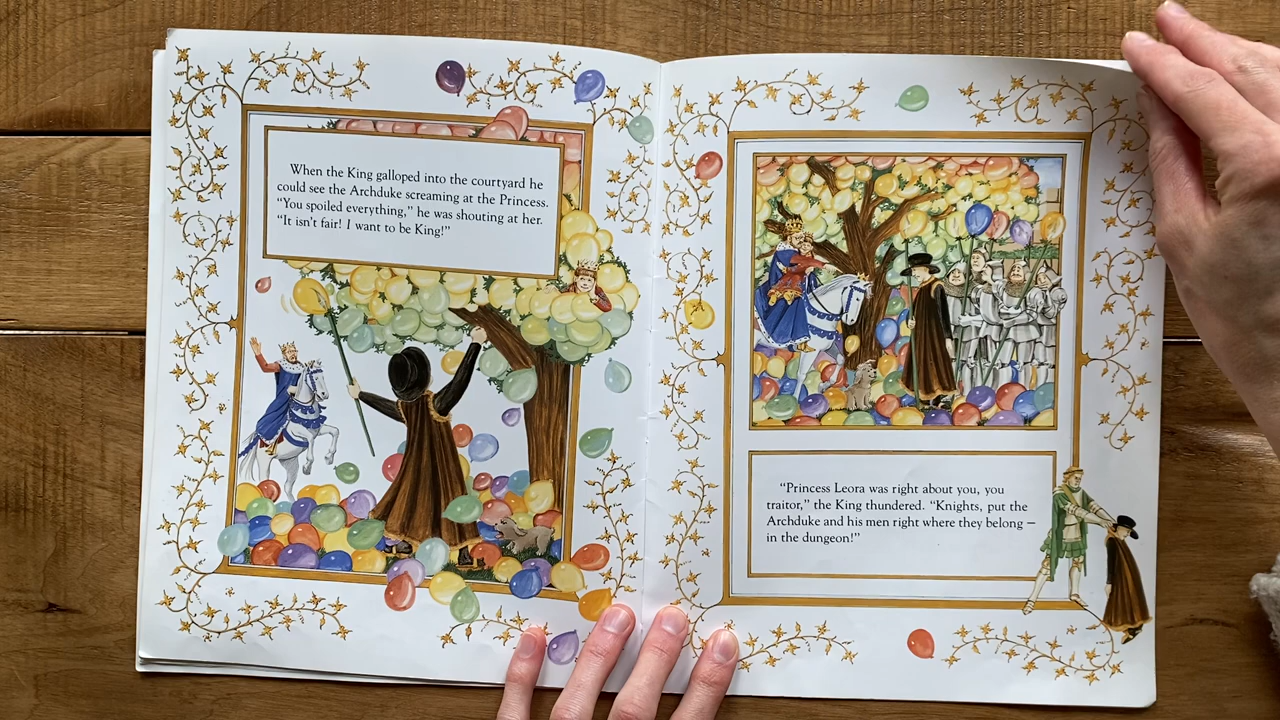 When the King galloped into the courtyard he
could see the Archduke screaming at the Princess.
“You spoiled everything,” he was shouting at her.
“It isn’t fair! I want to be King!”
“Princess Leora was right about you, you
traitor,” the King thundered. “Knights, put the
Archduke and his men right where they belong –
in the dungeon!”